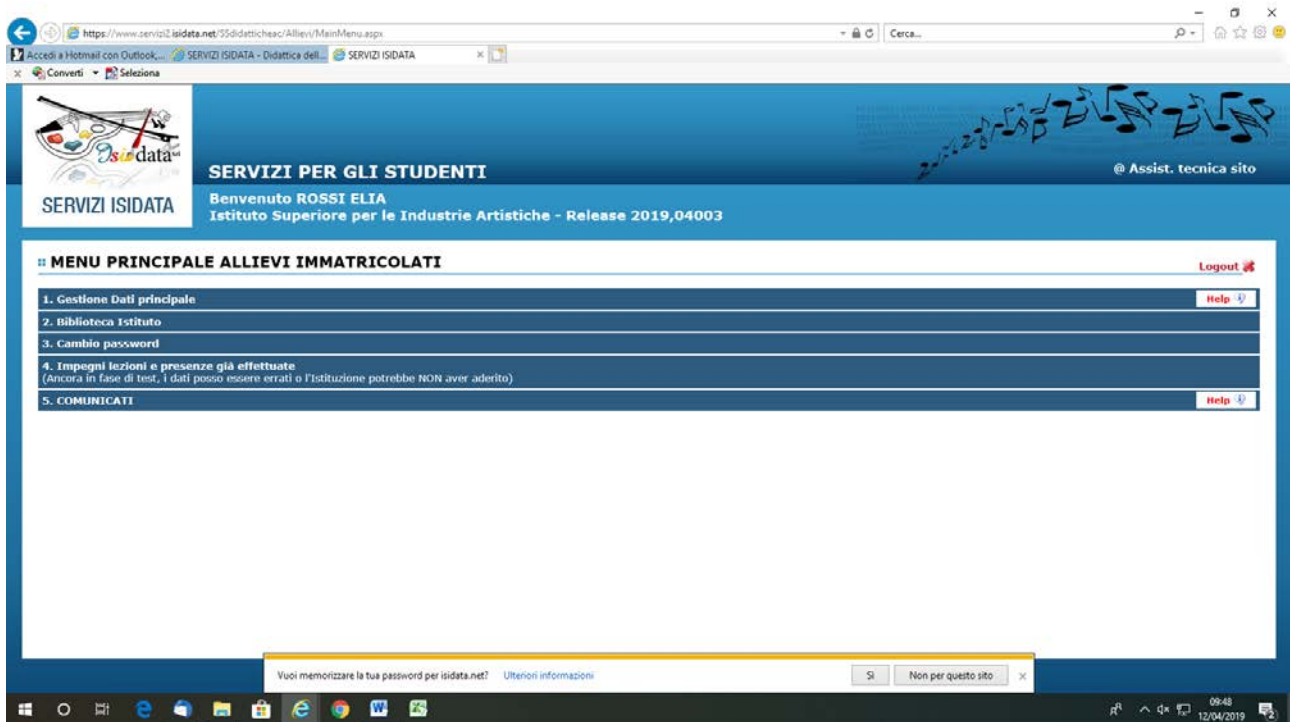 https://www.servizi2.isidata.net/SSdidatticheac/Allievi/MainMenu.aspx
Cerca...
Accedi a Hotmail con Outlook,...
SERVIZI ISIDATA - Didattica dell...
SERVIZI ISIDATA
Converti
Seleziona
Isidata
SERVIZI ISIDATA
SERVIZI PER GLI STUDENTI
@ Assist. tecnica sito
Benvenuto ROSSI ELIA
Istituto Superiore per le Industrie Artistiche - Release 2019,04003
MENU PRINCIPALE ALLIEVI IMMATRICOLATI
Logout
1. Gestione Dati principale
Help
2. Biblioteca Istituto
3. Cambio password
4. Impegni lezioni e presenze già effettuate
(Ancora in fase di test, i dati posso essere errati o l'Istituzione potrebbe NON aver aderito)
5. COMUNICATI
Help
Vuoi memorizzare la tua password per isidata.net? Ulteriori informazioni
Sì
Non per questo sito
09:48
12/04/2019